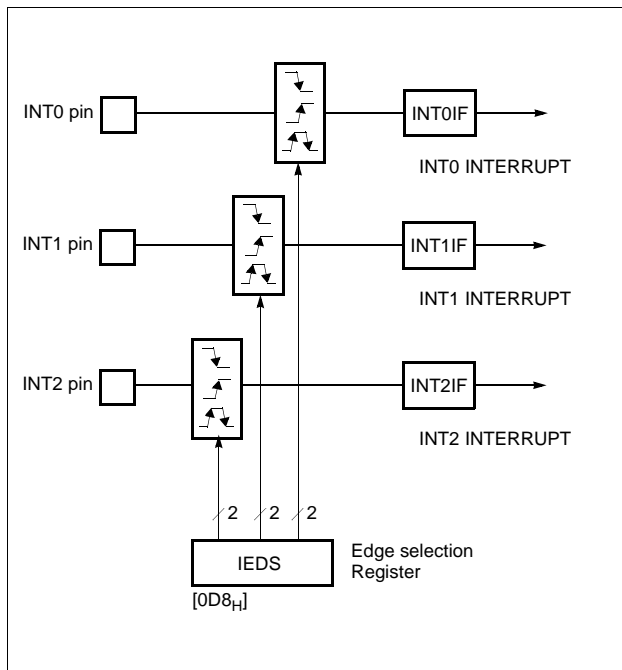 INT0 pin
INT0IF
INT0 INTERRUPT
INT1 pin
INT1IF
INT1 INTERRUPT
INT2 pin
INT2IF
INT2 INTERRUPT
2 2 2
IEDS
Edge selection
Register
[0D8H]